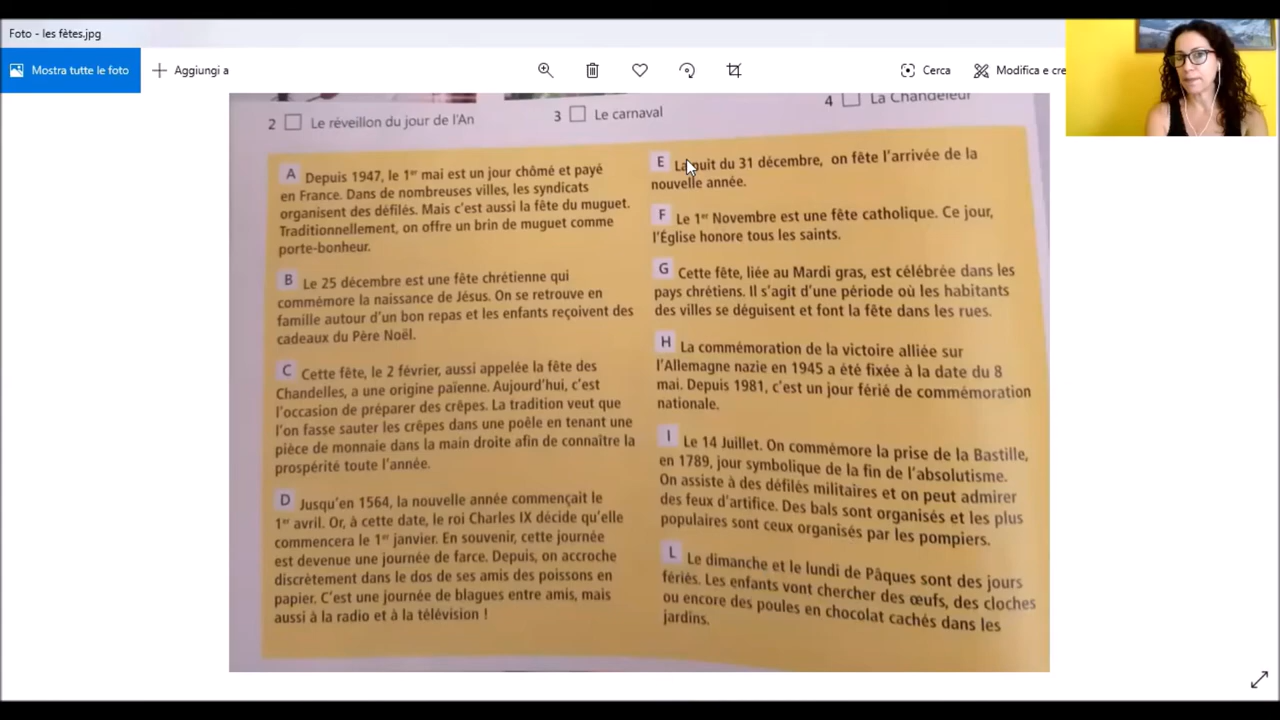 Foto - les fètes.jpg
Mostra tutte le foto
Aggiungi a
Cerca
Modifica e cre
2 Le réveillon du jour de l'An
3 Le carnaval
4 La Chandeleur
A Depuis 1947, le 1er mai est un jour chômé et payé
en France. Dans de nombreuses villes, les syndicats
organisent des défilés. Mais c'est aussi la fête du muguet.
Traditionnellement, on offre un brin de muguet comme
porte-bonheur.
B Le 25 décembre est une fête chrétienne qui
commémore la naissance de Jésus. On se retrouve en
famille autour d'un bon repas et les enfants reçoivent des
cadeaux du Père Noël.
C Cette fête, le 2 février, aussi appelée la fête des
Chandelles, a une origine païenne. Aujourd'hui, c'est
l'occasion de préparer des crêpes. La tradition veut que
l'on fasse sauter les crêpes dans une poêle en tenant une
pièce de monnaie dans la main droite afin de connaître la
prospérité toute l'année.
D Jusqu'en 1564, la nouvelle année commençait le
1er avril. Or, à cette date, le roi Charles IX décide qu'elle
commencera le 1er janvier. En souvenir, cette journée
est devenue une journée de farce. Depuis, on accroche
discrètement dans le dos de ses amis des poissons en
papier. C'est une journée de blagues entre amis, mais
aussi à la radio et à la télévision !
E La nuit du 31 décembre, on fête l'arrivée de la
nouvelle année.
F Le 1er Novembre est une fête catholique. Ce jour,
l'Église honore tous les saints.
G Cette fête, liée au Mardi gras, est célébrée dans les
pays chrétiens. Il s'agit d'une période où les habitants
des villes se déguisent et font la fête dans les rues.
H La commémoration de la victoire alliée sur
l'Allemagne nazie en 1945 a été fixée à la date du 8
mai. Depuis 1981, c'est un jour férié de commémoration
nationale.
I Le 14 Juillet. On commémore la prise de la Bastille,
en 1789, jour symbolique de la fin de l'absolutisme.
On assiste à des défilés militaires et on peut admirer
des feux d'artifice. Des bals sont organisés et les plus
populaires sont ceux organisés par les pompiers.
L Le dimanche et le lundi de Pâques sont des jours
fériés. Les enfants vont chercher des œufs, des cloches
ou encore des poules en chocolat cachés dans les
jardins.